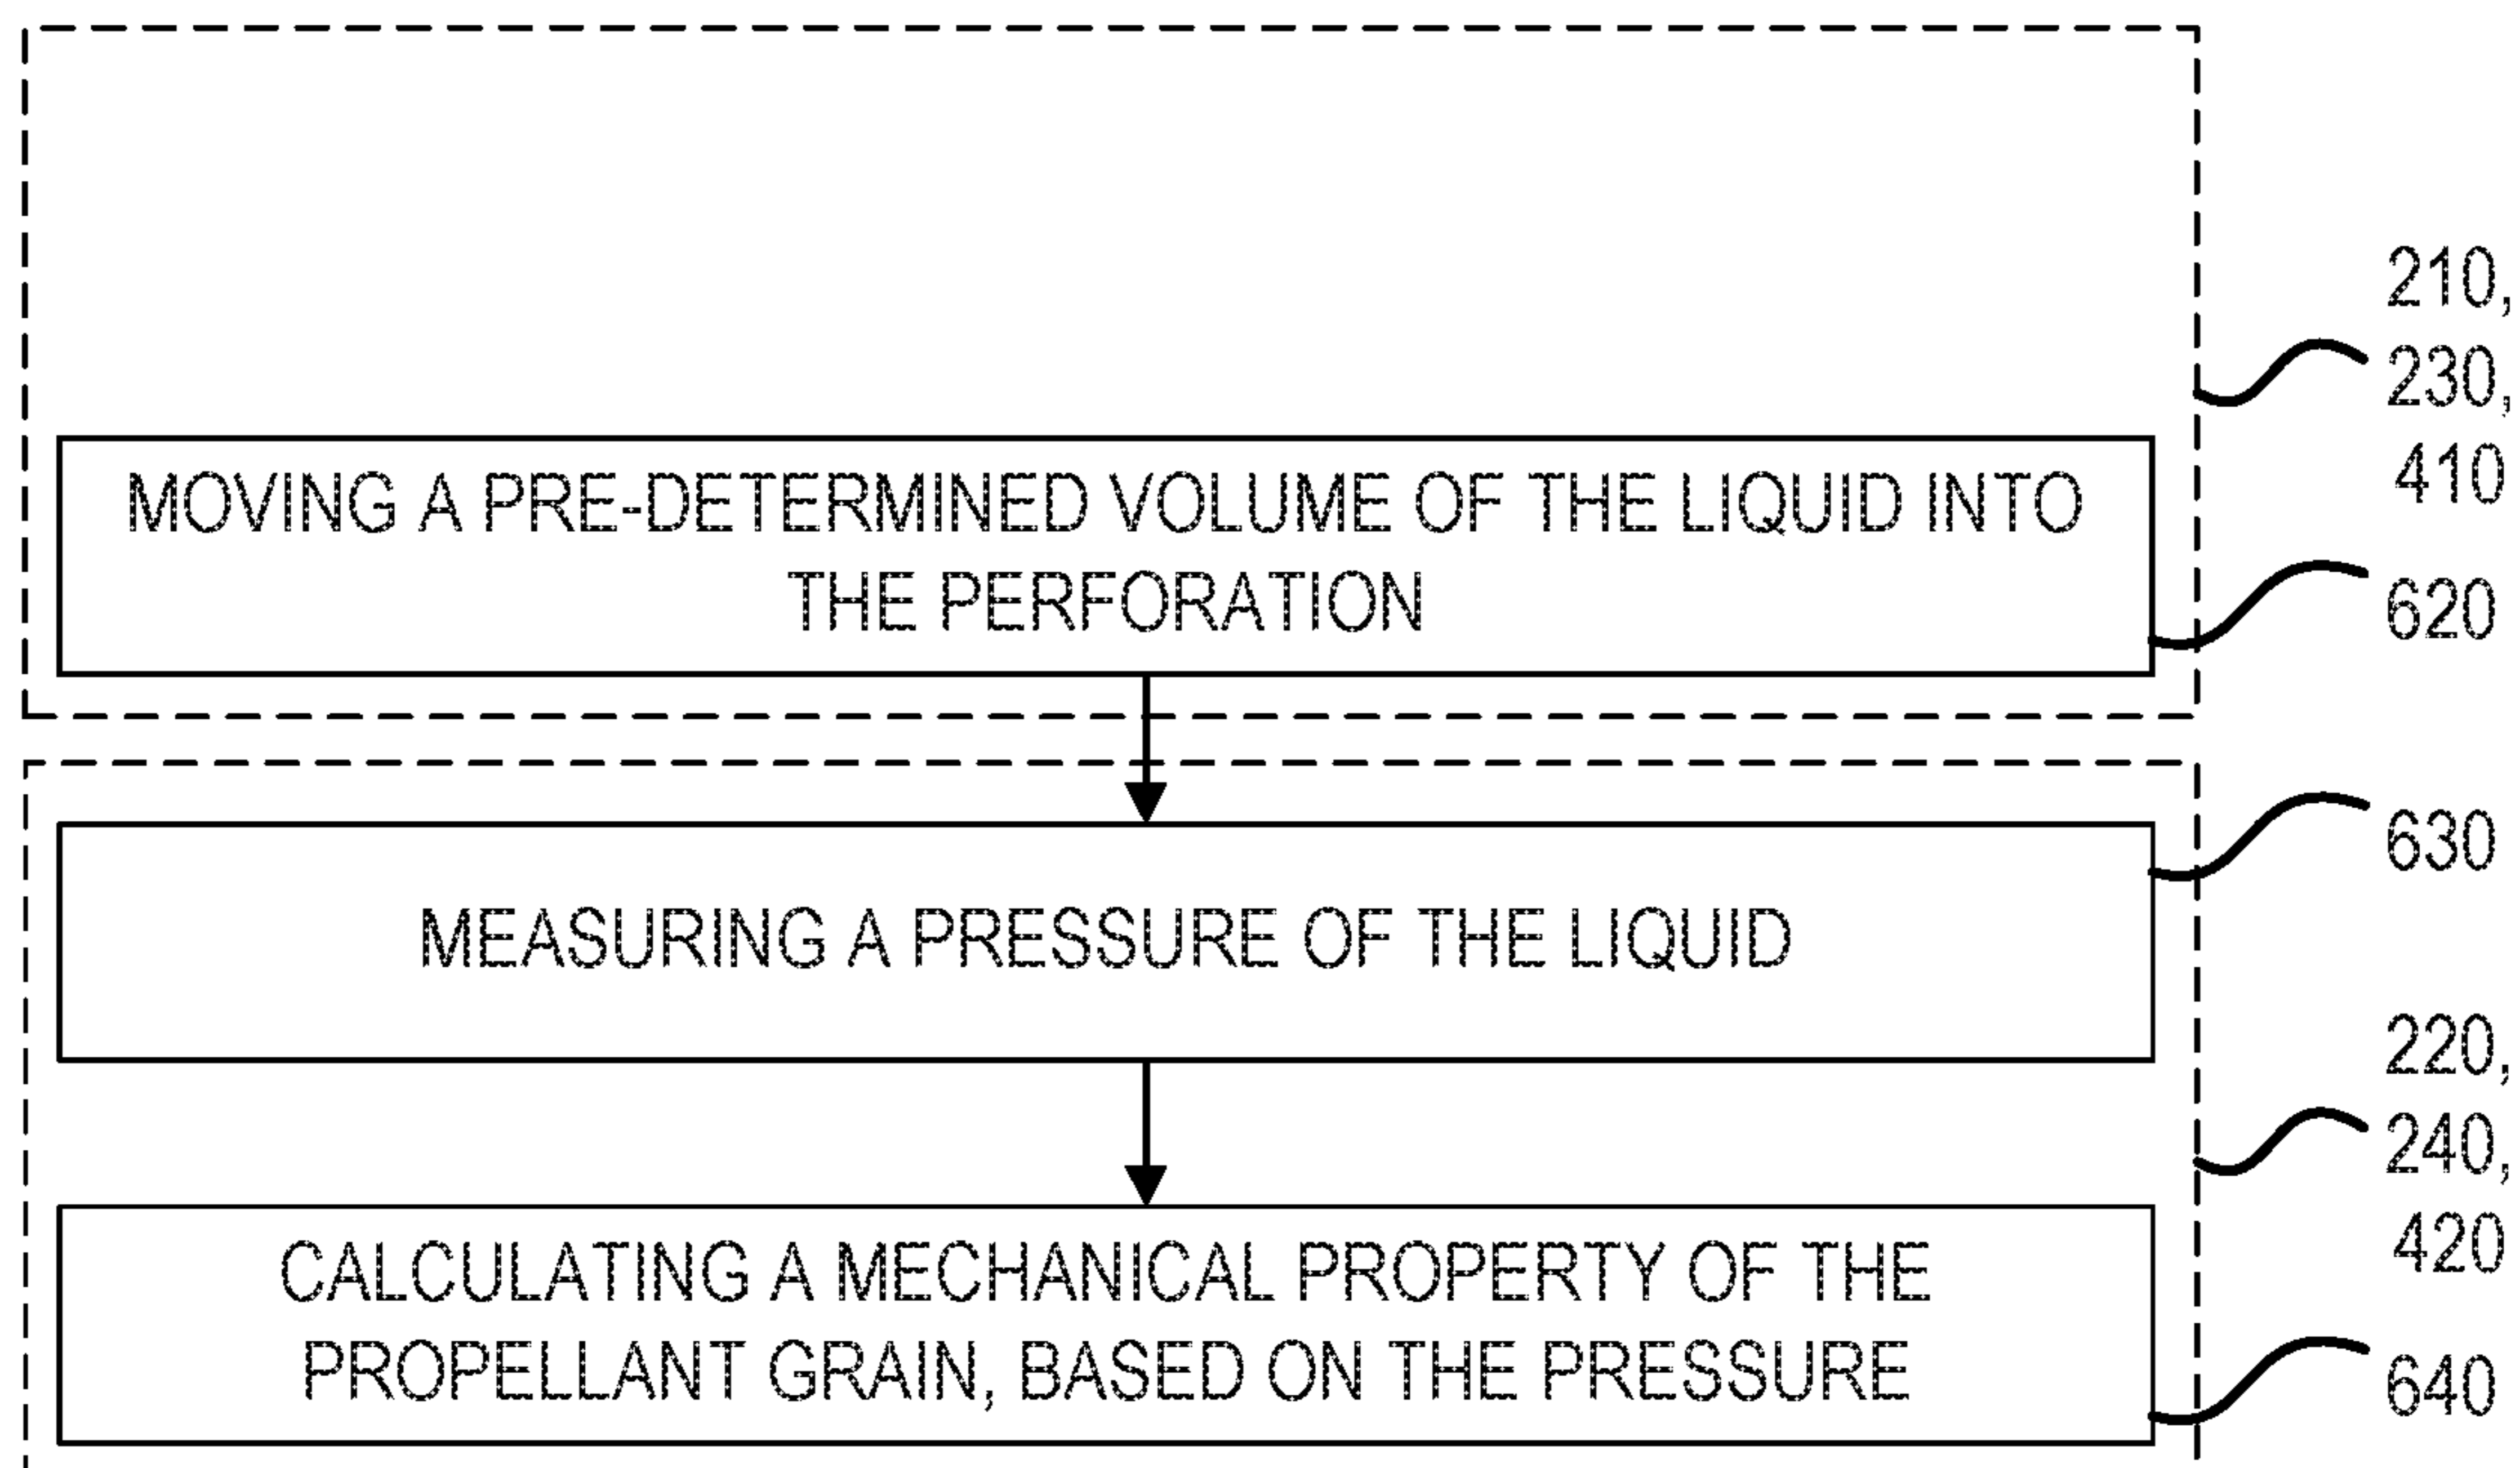 210,
230,
410
MOVING A PRE-DETERMINED VOLUME OF THE LIQUID INTO
THE PERFORATION
620
630
MEASURING A PRESSURE OF THE LIQUID
220,
240,
420
CALCULATING A MECHANICAL PROPERTY OF THE
PROPELLANT GRAIN, BASED ON THE PRESSURE
640